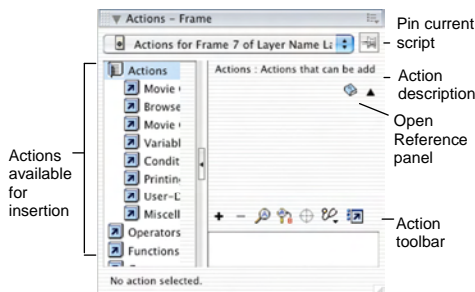 Actions – Frame
Pin current
script
Actions for Frame 7 of Layer Name La
Actions
Actions : Actions that can be add
Action
description
Movie
Browse
Open
Reference
panel
Movie
Variabl
Actions
available
for
insertion
Condit
Printin
User-D
Miscell
Operators
Functions
Action
toolbar
No action selected.